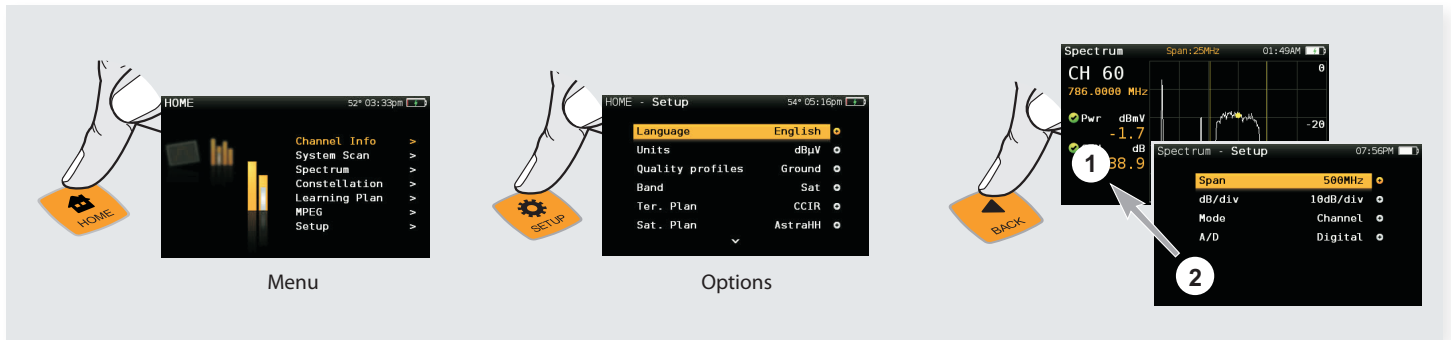 HOME 52° 03:33pm
Channel Info >
System Scan >
Spectrum >
Constellation >
Learning Plan >
MPEG >
Setup >
HOME
Menu
HOME - Setup 54° 05:16pm
Language English
Units dBµV
Quality profiles Ground
Band Sat
Ter. Plan CCIR
Sat. Plan AstraHH
SETUP
Options
Spectrum Span:25MHz 01:49AM
CH 60 0
786.0000 MHz
Pwr dBmV
-1.7 -20
dB
38.9
1
Spectrum - Setup 07:56PM
Span 500MHz
dB/div 10dB/div
Mode Channel
A/D Digital
2
BACK